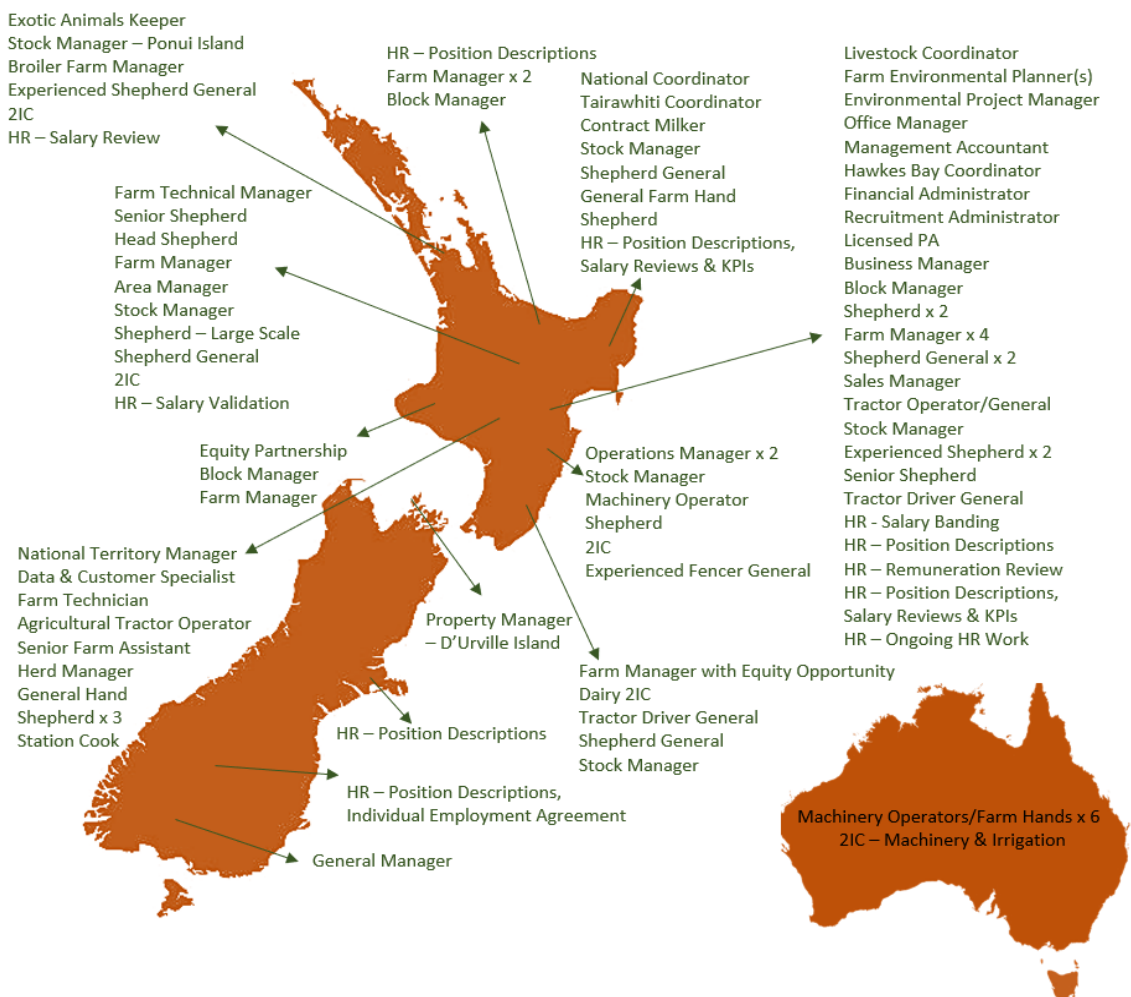 Exotic Animals Keeper
Stock Manager – Ponui Island
Broiler Farm Manager
Experienced Shepherd General
2IC
HR – Salary Review
HR – Position Descriptions
Farm Manager x 2
Block Manager
National Coordinator
Tairawhiti Coordinator
Contract Milker
Stock Manager
Shepherd General
General Farm Hand
Shepherd
HR – Position Descriptions,
Salary Reviews & KPIs
Livestock Coordinator
Farm Environmental Planner(s)
Environmental Project Manager
Office Manager
Management Accountant
Hawkes Bay Coordinator
Financial Administrator
Recruitment Administrator
Licensed PA
Business Manager
Block Manager
Shepherd x 2
Farm Manager x 4
Shepherd General x 2
Sales Manager
Tractor Operator/General
Stock Manager
Experienced Shepherd x 2
Senior Shepherd
Tractor Driver General
HR - Salary Banding
HR – Position Descriptions
HR – Remuneration Review
HR – Position Descriptions,
Salary Reviews & KPIs
HR – Ongoing HR Work
Farm Technical Manager
Senior Shepherd
Head Shepherd
Farm Manager
Area Manager
Stock Manager
Shepherd – Large Scale
Shepherd General
2IC
HR – Salary Validation
Equity Partnership
Block Manager
Farm Manager
Operations Manager x 2
Stock Manager
Machinery Operator
Shepherd
2IC
Experienced Fencer General
National Territory Manager
Data & Customer Specialist
Farm Technician
Agricultural Tractor Operator
Senior Farm Assistant
Herd Manager
General Hand
Shepherd x 3
Station Cook
Property Manager
– D'Urville Island
Farm Manager with Equity Opportunity
Dairy 2IC
Tractor Driver General
Shepherd General
Stock Manager
HR – Position Descriptions
HR – Position Descriptions,
Individual Employment Agreement
General Manager
Machinery Operators/Farm Hands x 6
2IC – Machinery & Irrigation